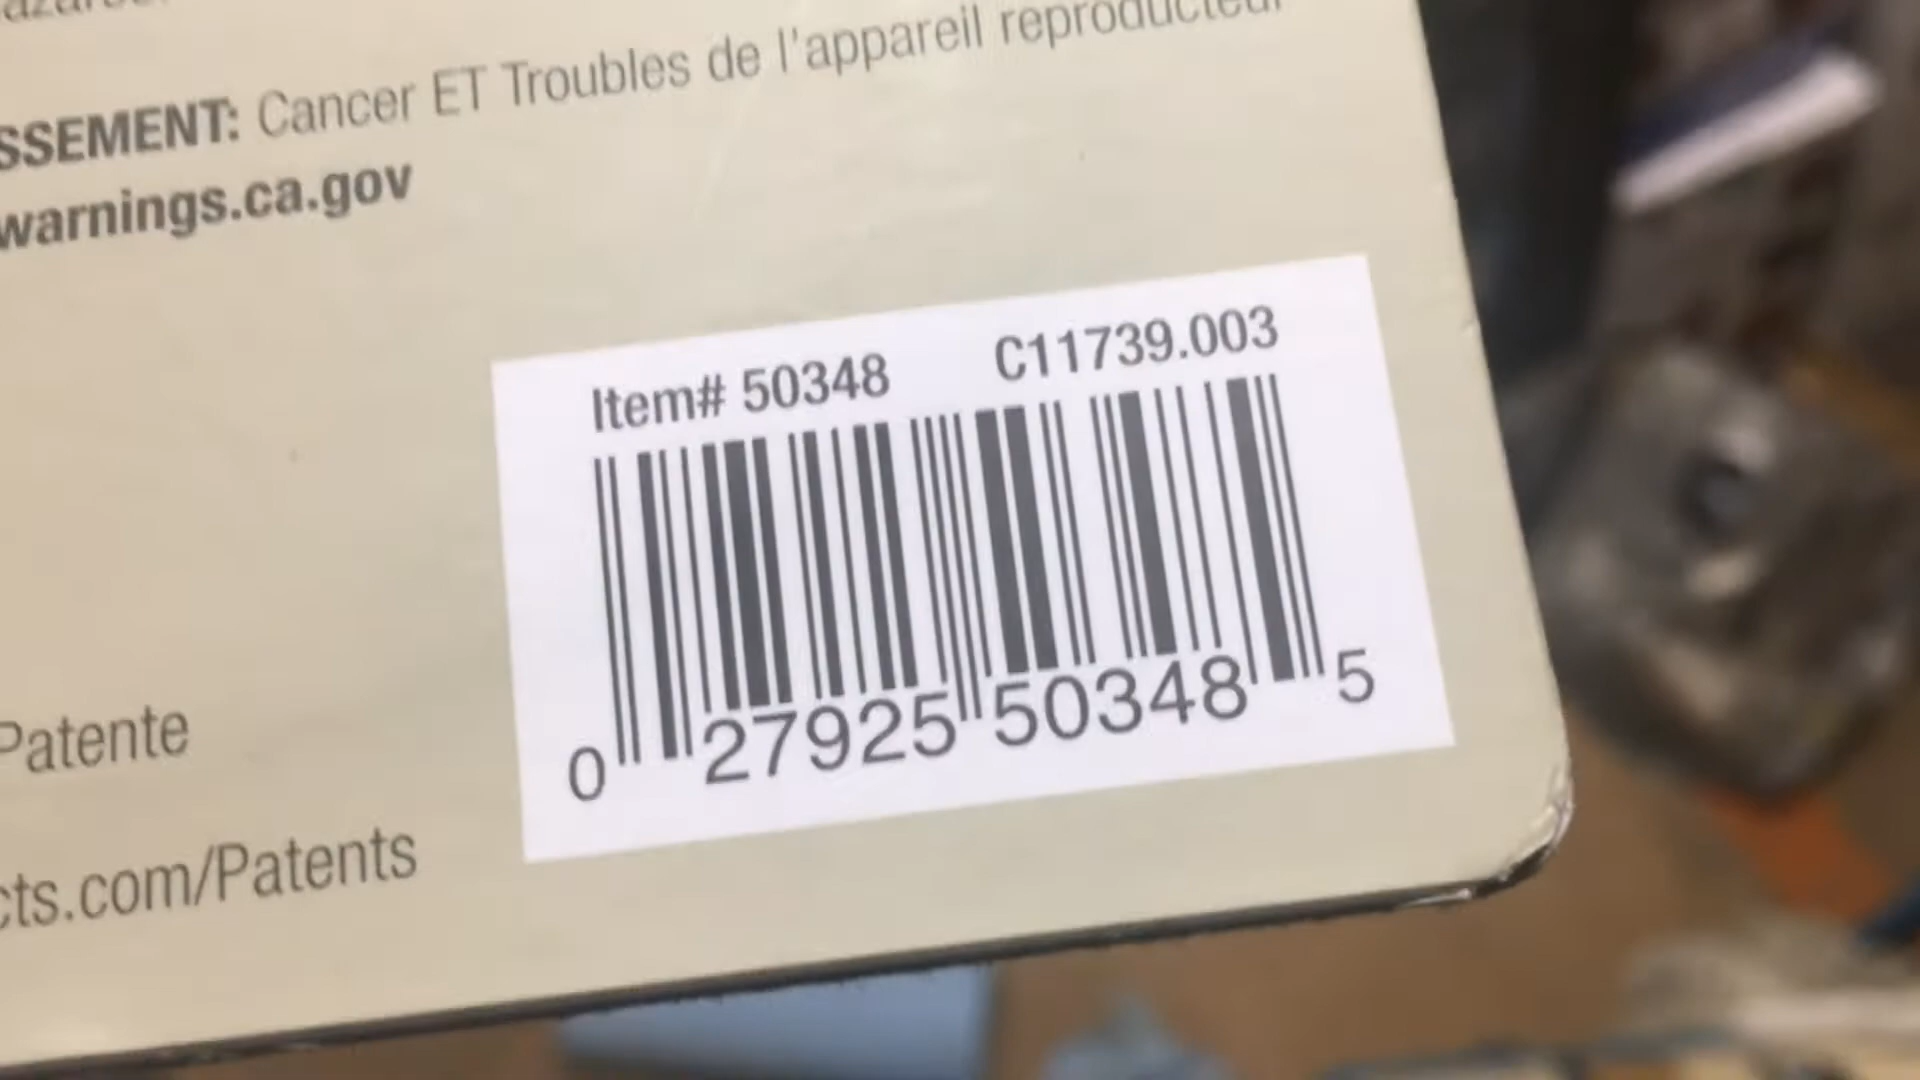 SSEMENT: Cancer ET Troubles de l'appareil reproducteur
warnings.ca.gov
Item# 50348 C11739.003
0 27925 50348 5
Patente
cts.com/Patents